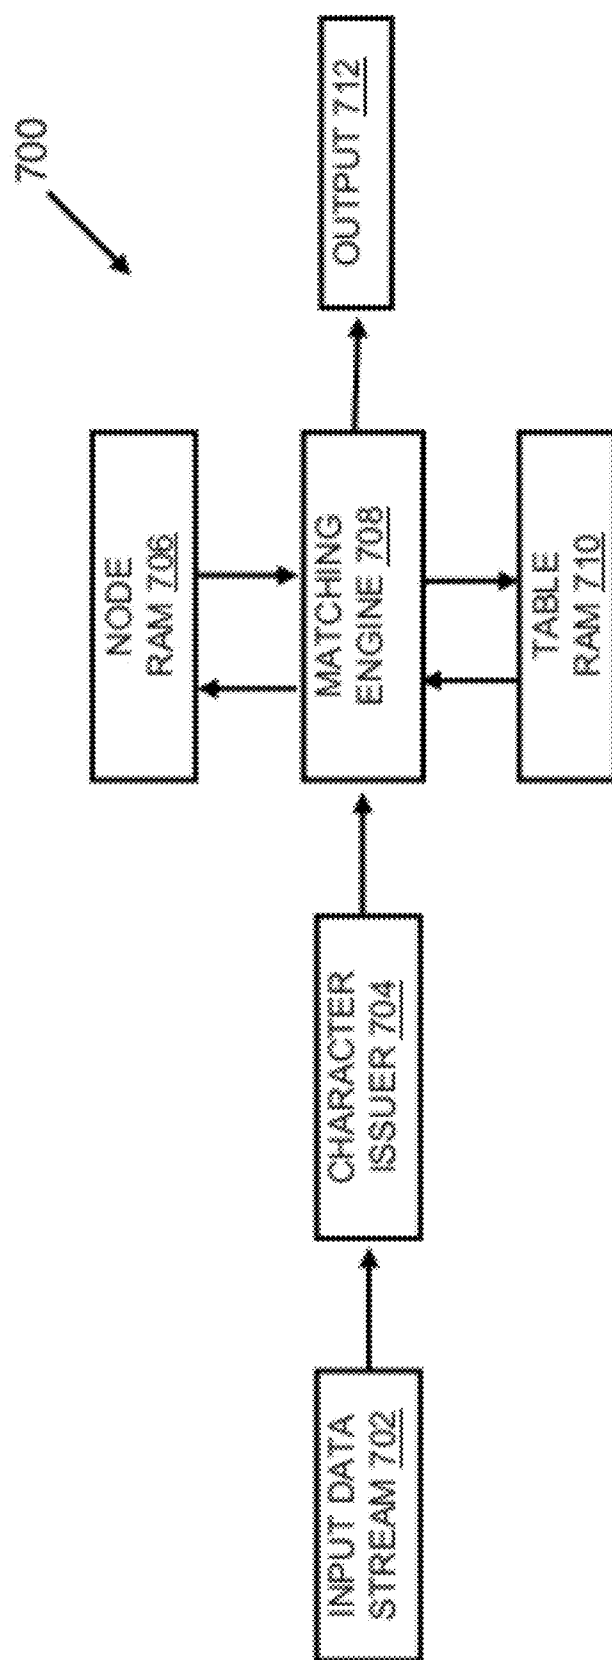 700
INPUT DATA
STREAM 702
CHARACTER
ISSUER 704
NODE
RAM 706
MATCHING
ENGINE 708
TABLE
RAM 710
OUTPUT 712